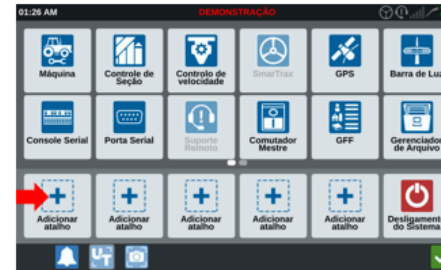 01:26 AM
DEMONSTRAÇÃO
Máquina
Controle de
Seção
Controlo de
velocidade
SmarTrax
GPS
Barra de Luz
Console Serial
Porta Serial
Suporte
Remoto
Comutador
Mestre
GFF
Gerenciador
de Arquivo
Adicionar
atalho
Adicionar
atalho
Adicionar
atalho
Adicionar
atalho
Adicionar
atalho
Desligament
do Sistema
UT